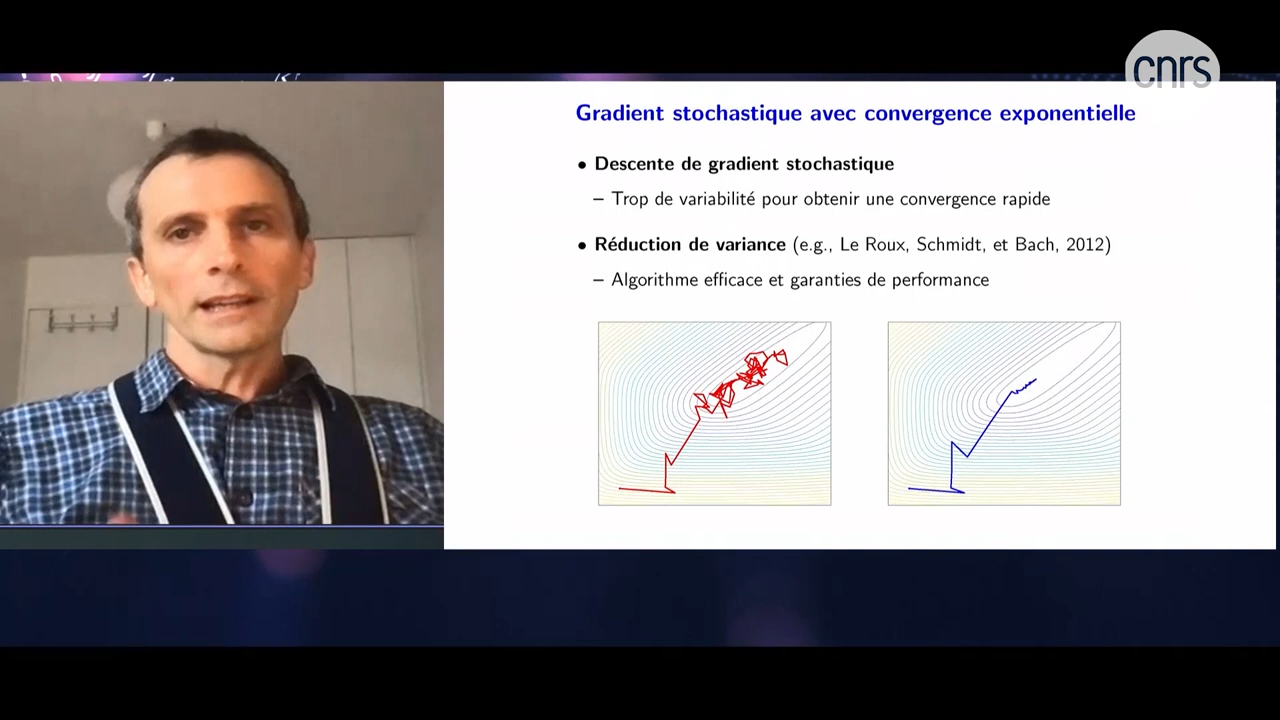 cnrs
Gradient stochastique avec convergence exponentielle
• Descente de gradient stochastique
– Trop de variabilité pour obtenir une convergence rapide
• Réduction de variance (e.g., Le Roux, Schmidt, et Bach, 2012)
– Algorithme efficace et garanties de performance